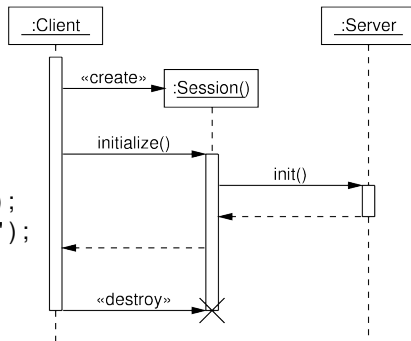 :Client
:Server
«create»
:Session()
initialize()
init()
);
');
«destroy»